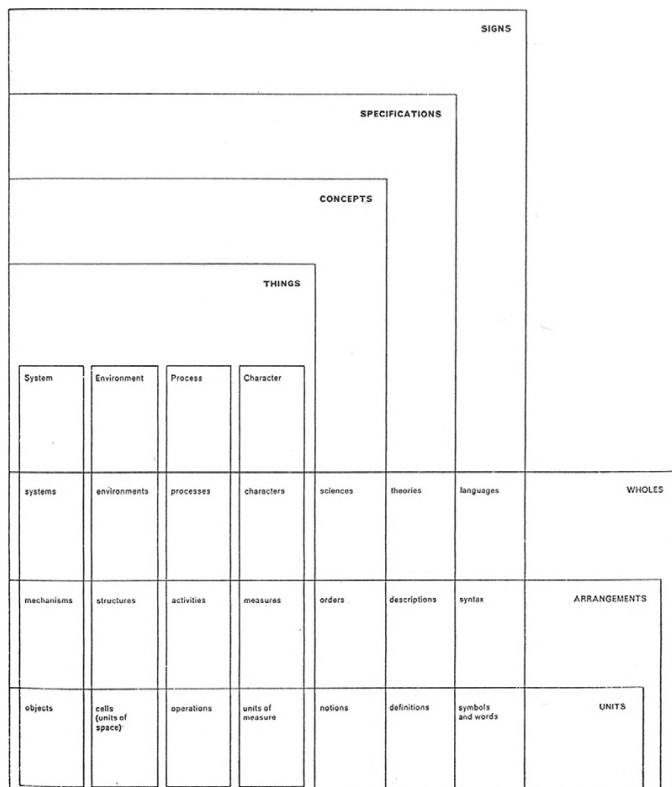 SIGNS
SPECIFICATIONS
CONCEPTS
THINGS
System Environment Process Character
systems environments processes characters sciences theories languages WHOLES
mechanisms structures activities measures orders descriptions syntax ARRANGEMENTS
objects cells operations units of notions definitions symbols UNITS
(units of measure and words
space)